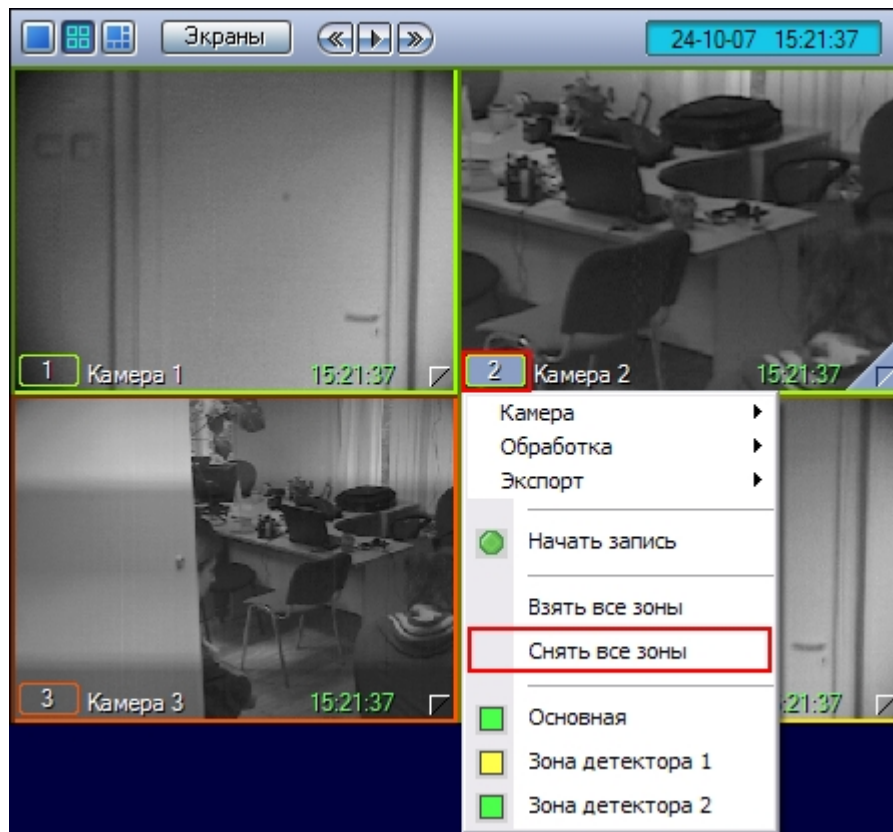 Экраны
24-10-07 15:21:37
1 Камера 1 15:21:37
2 Камера 2 15:21:37
Камера
Обработка
Экспорт
Начать запись
Взять все зоны
Снять все зоны
3 Камера 3 15:21:37
:21:37
Основная
Зона детектора 1
Зона детектора 2